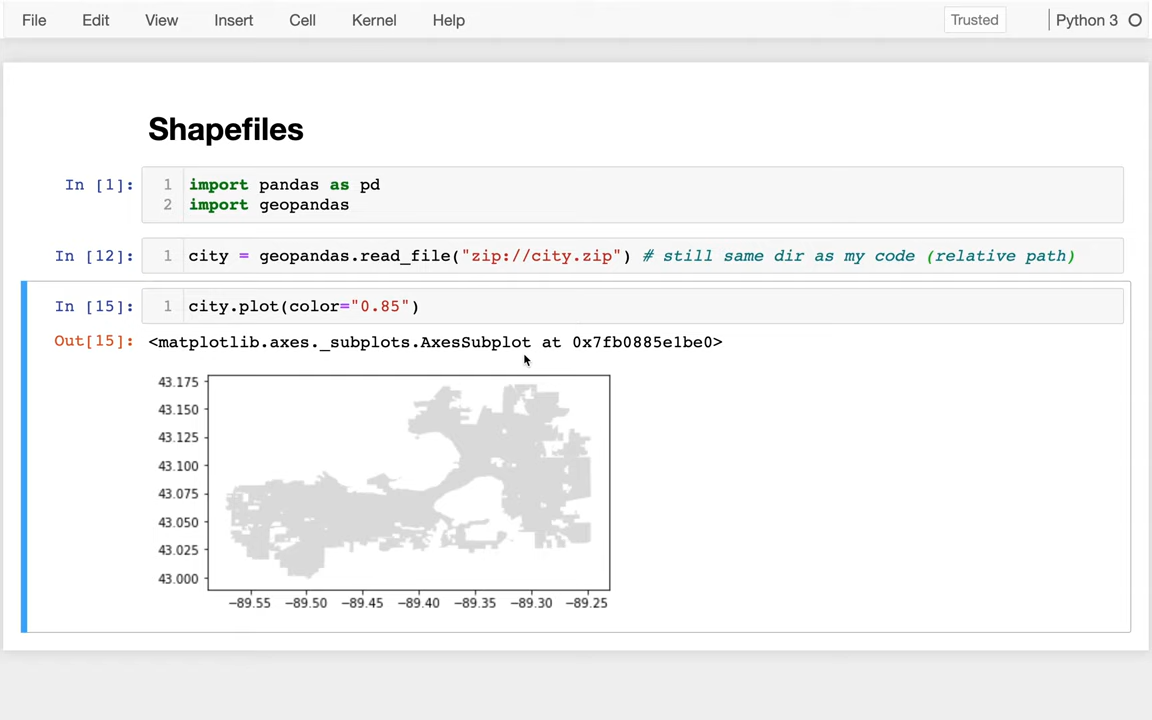 File Edit View Insert Cell Kernel Help Trusted Python 3
Shapefiles
In [1]: 1 import pandas as pd
2 import geopandas
In [12]: 1 city = geopandas.read_file("zip://city.zip") # still same dir as my code (relative path)
In [15]: 1 city.plot(color="0.85")
Out[15]: <matplotlib.axes._subplots.AxesSubplot at 0x7fb0885e1be0>
43.175
43.150
43.125
43.100
43.075
43.050
43.025
43.000
−89.55 −89.50 −89.45 −89.40 −89.35 −89.30 −89.25